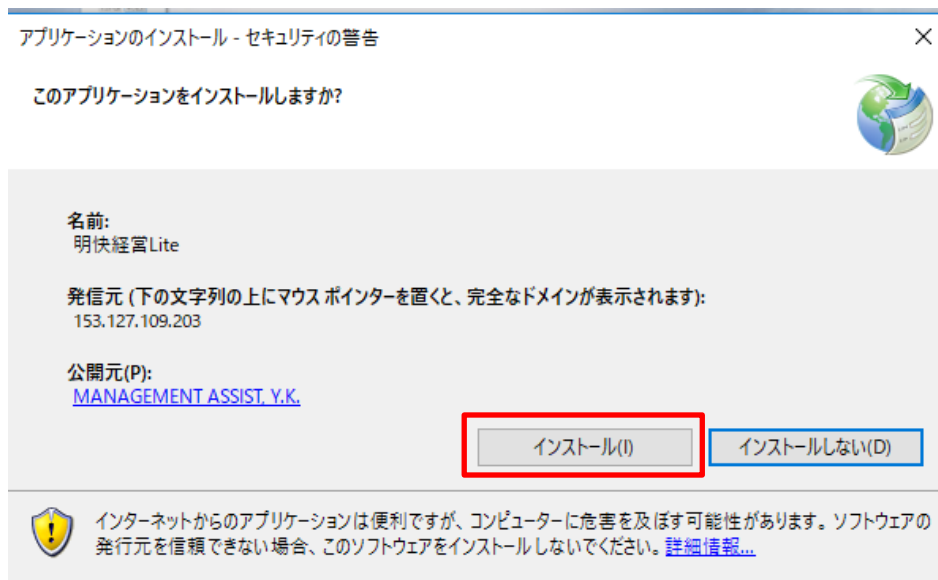 アプリケーションのインストール - セキュリティの警告
このアプリケーションをインストールしますか?
名前:
明快経営Lite
発信元 (下の文字列の上にマウス ポインターを置くと、完全なドメインが表示されます):
153.127.109.203
公開元(P):
MANAGEMENT ASSIST, Y.K.
インストール(I)
インストールしない(D)
インターネットからのアプリケーションは便利ですが、コンピューターに危害を及ぼす可能性があります。ソフトウェアの
発行元を信頼できない場合、このソフトウェアをインストールしないでください。詳細情報...